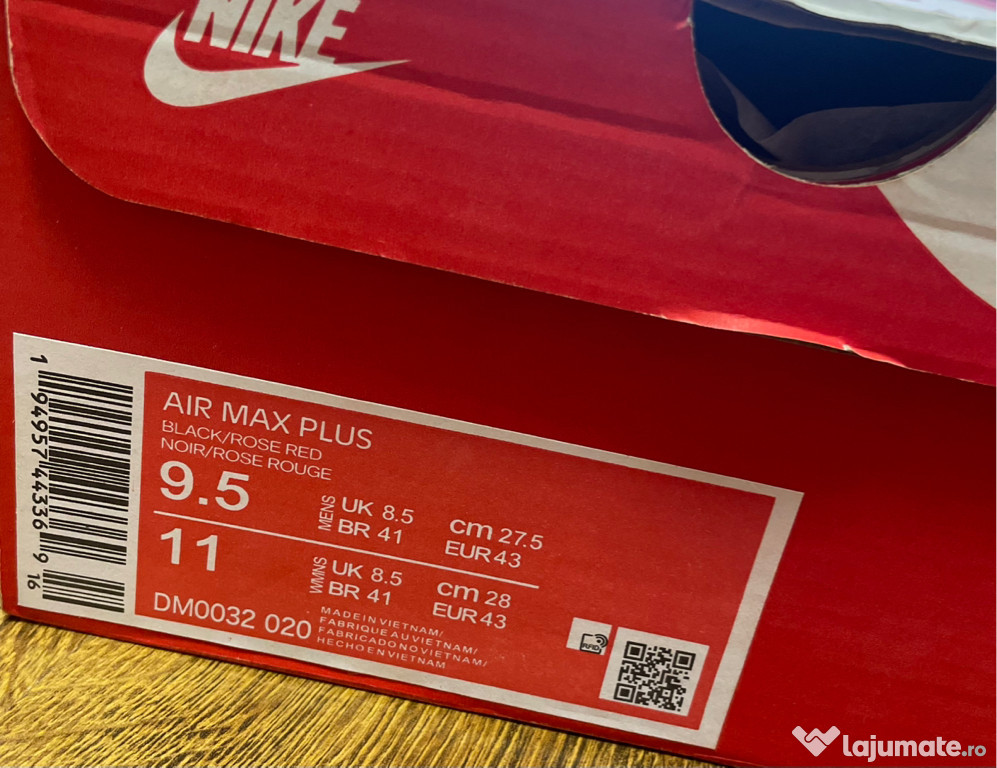 NIKE
1 94957 44336 9 16
AIR MAX PLUS
BLACK/ROSE RED
NOIR/ROSE ROUGE
9.5
MENS
UK 8.5
BR 41
cm 27.5
EUR 43
11
WMNS
UK 8.5
BR 41
cm 28
EUR 43
DM0032 020
MADE IN VIETNAM/
FABRIQUE AU VIETNAM/
FABRICADO NO VIETNAM/
HECHO EN VIETNAM
RFID
lajumate.ro